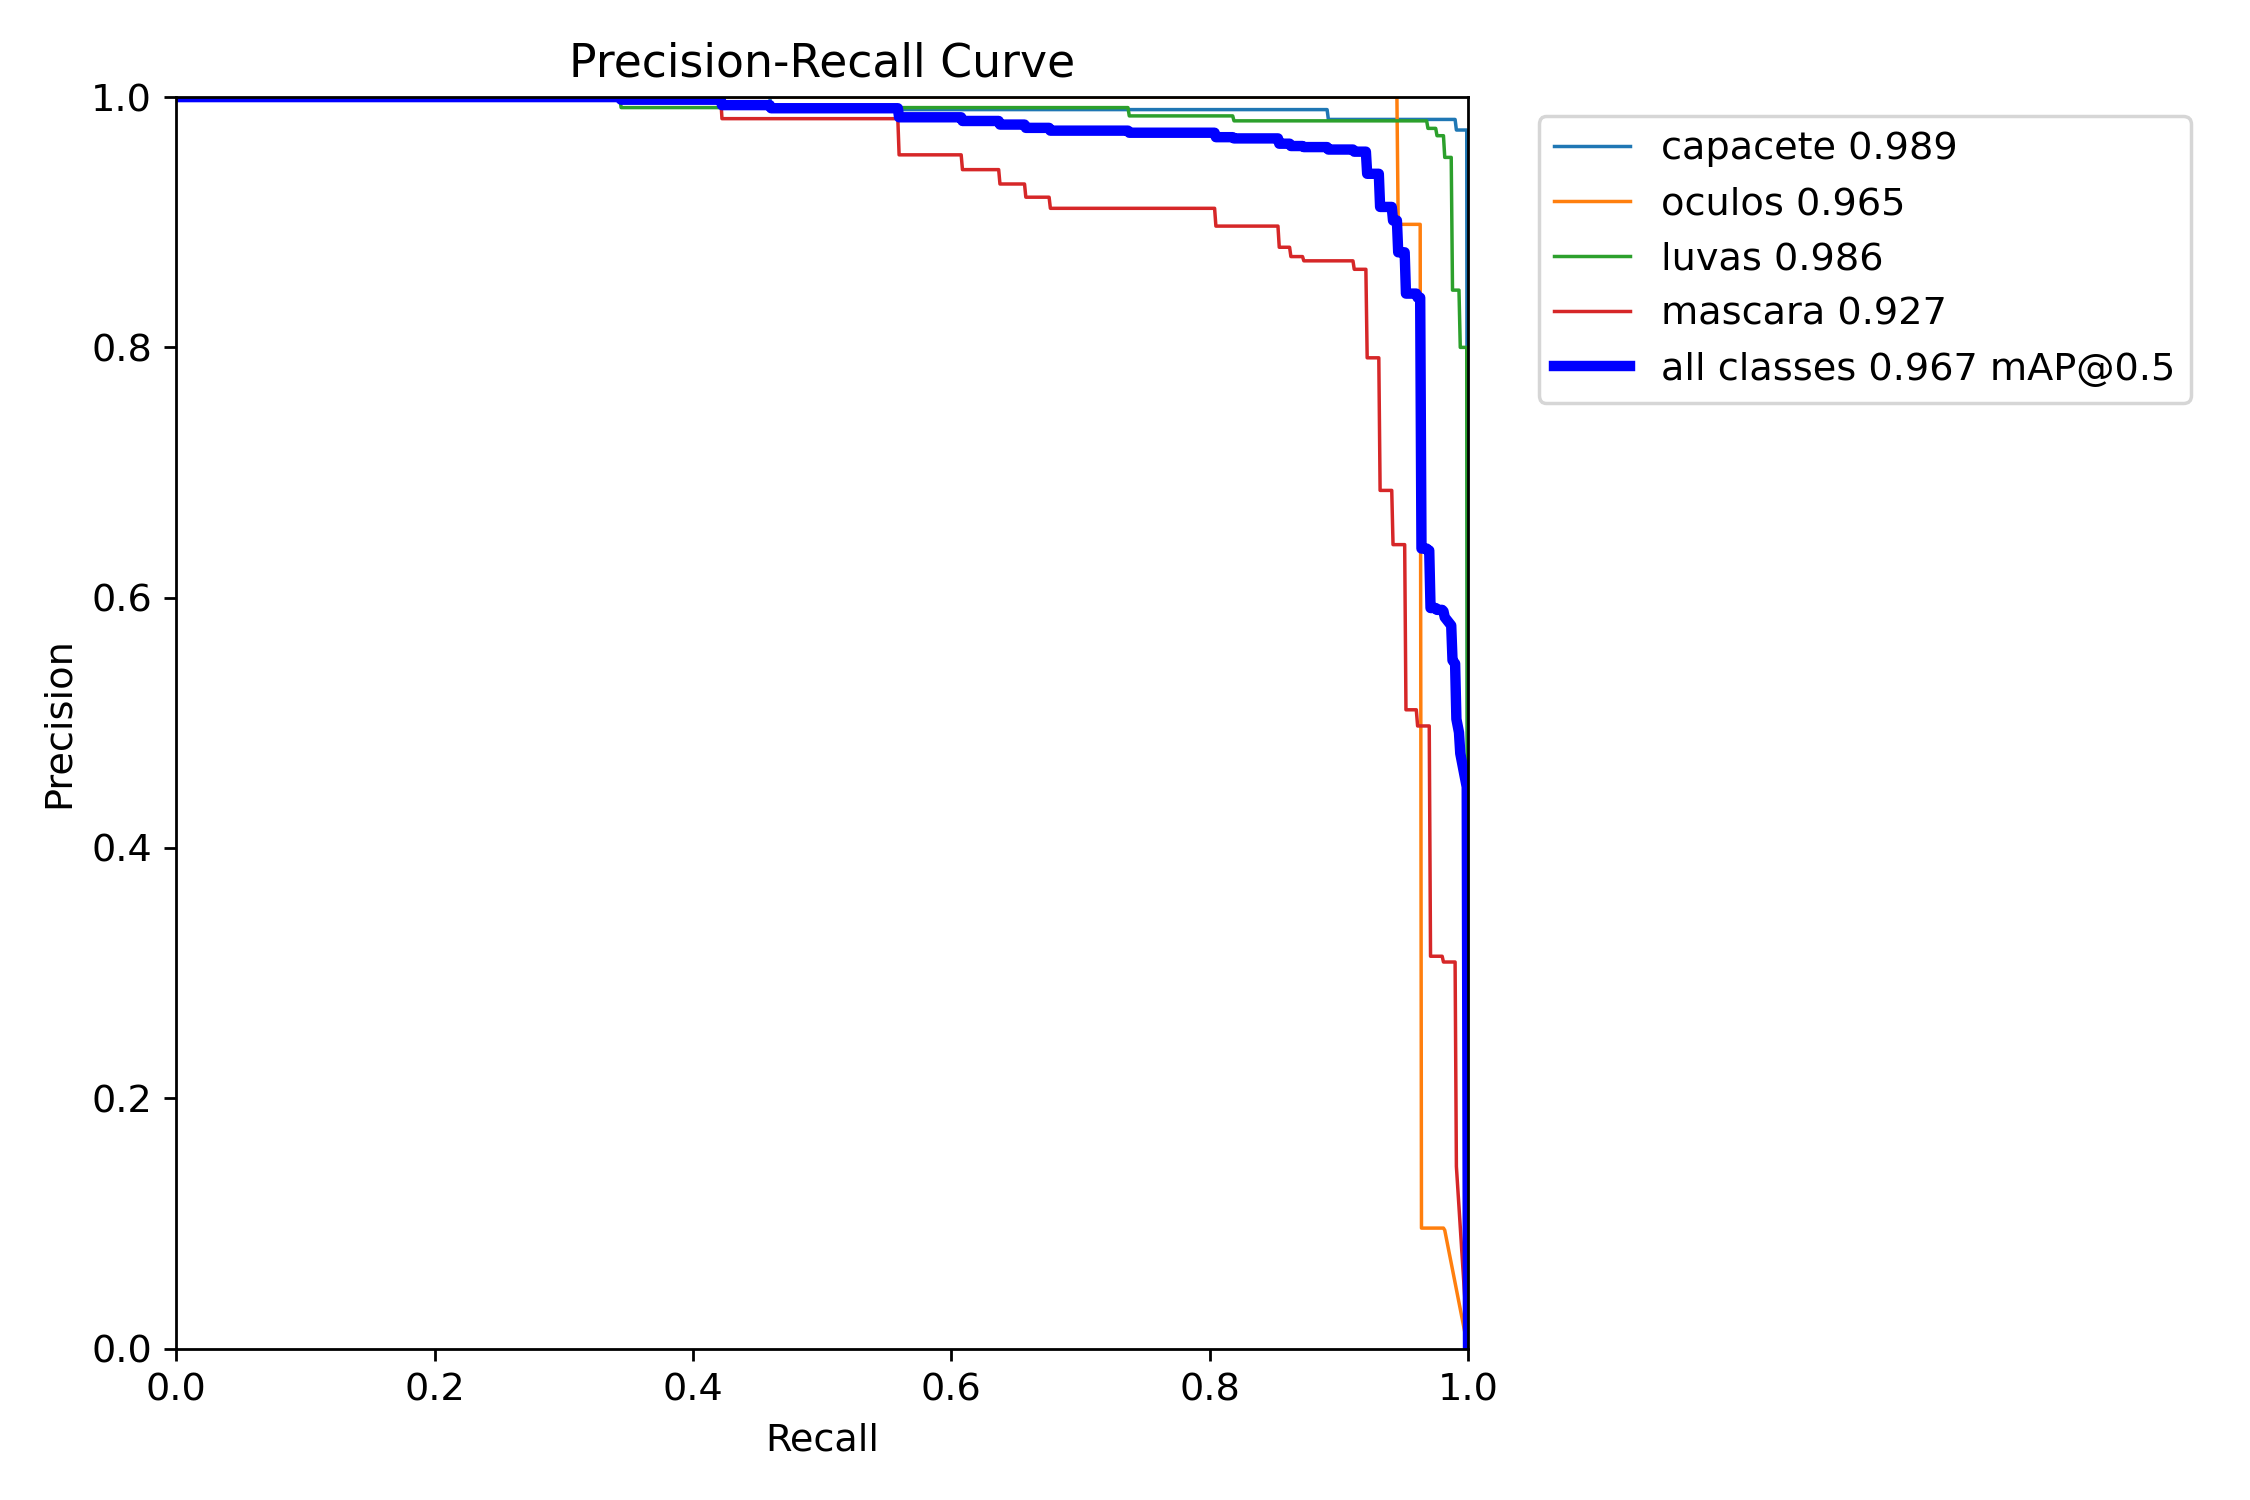 Precision-Recall Curve
1.0
0.8
0.6
0.4
0.2
0.0
Precision
0.0 0.2 0.4 0.6 0.8 1.0
Recall
capacete 0.989
oculos 0.965
luvas 0.986
mascara 0.927
all classes 0.967 mAP@0.5